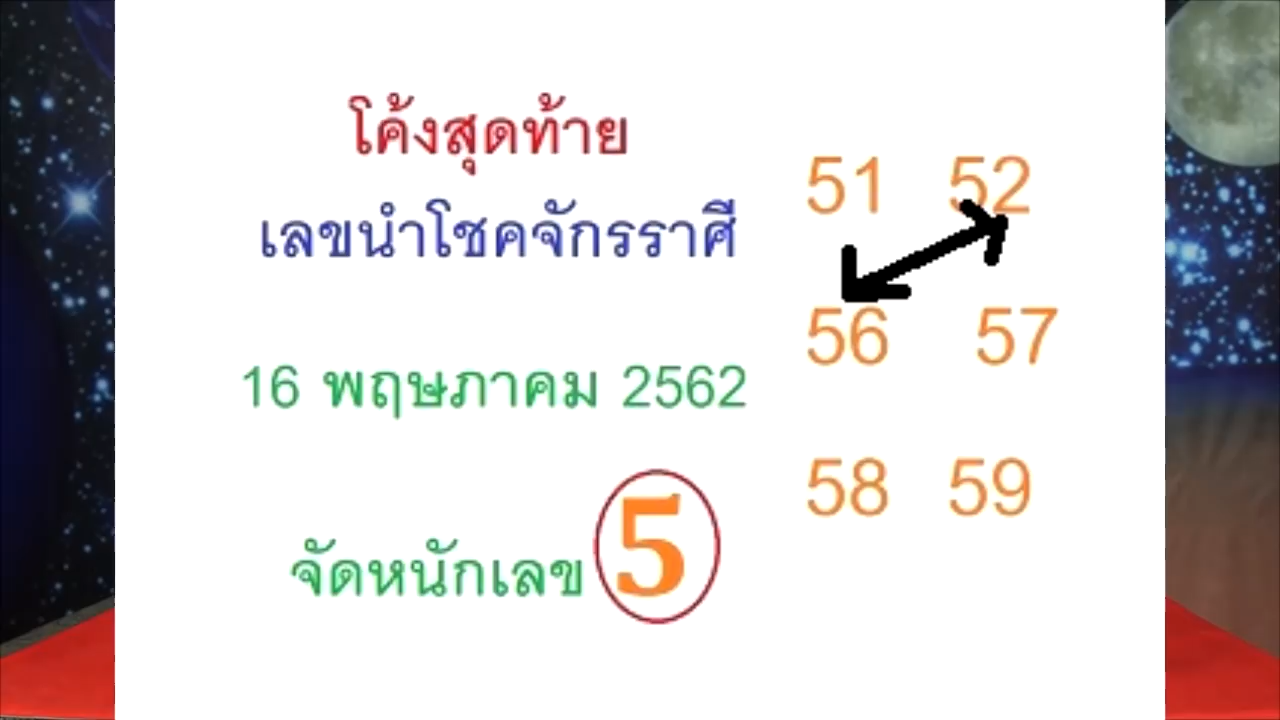 โค้งสุดท้าย
เลขนำโชคจักรราศี
16 พฤษภาคม 2562
จัดหนักเลข 5
51 52
56 57
58 59